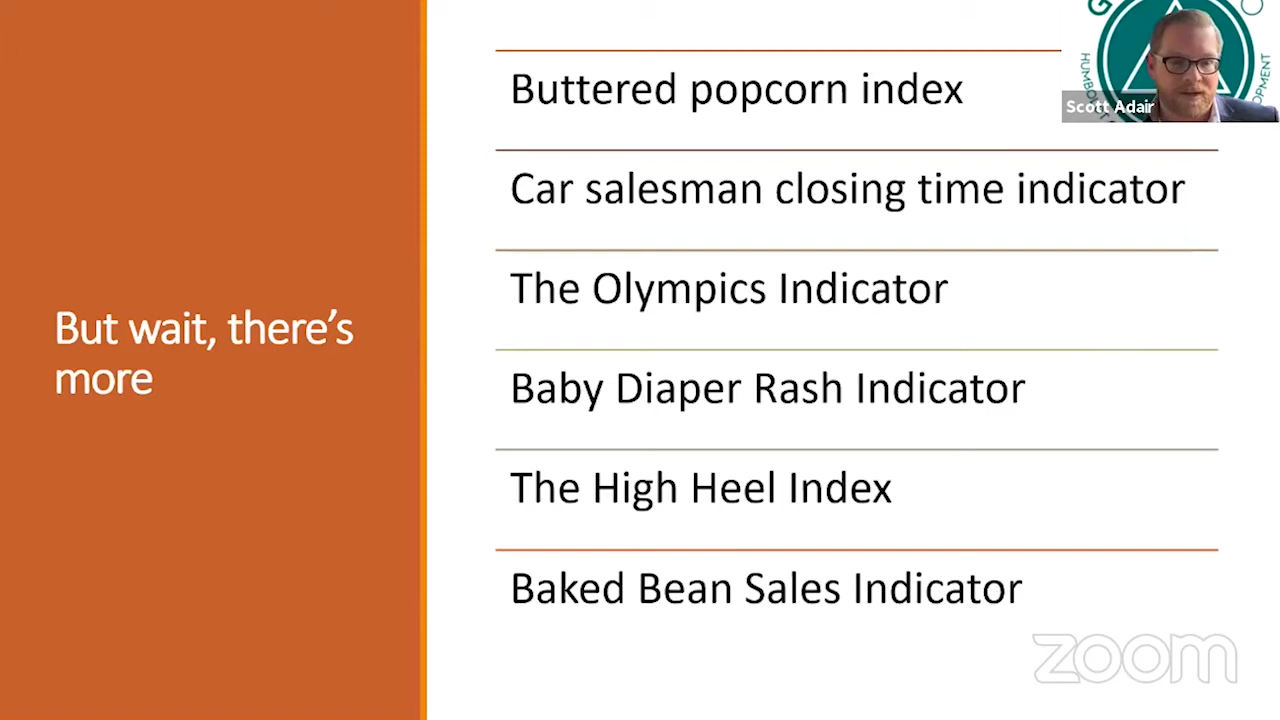 Buttered popcorn index
Scott Adair
Car salesman closing time indicator
The Olympics Indicator
But wait, there’s
more
Baby Diaper Rash Indicator
The High Heel Index
Baked Bean Sales Indicator
zoom